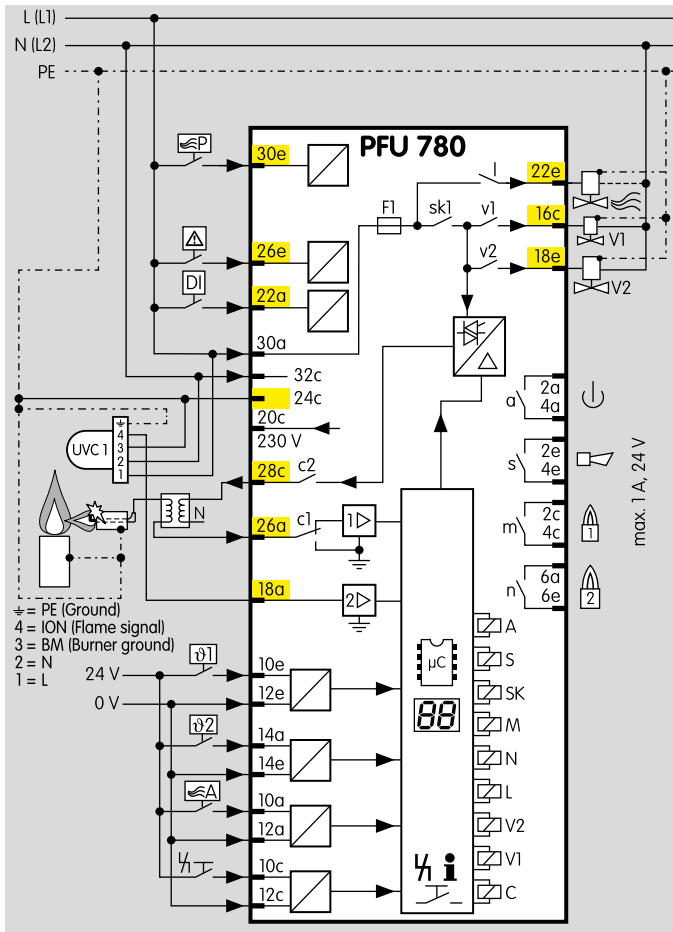 L (L1)
N (L2)
PE
PFU 780
P
30e
l
22e
F1
sk1
v1
16c
V1
26e
v2
18e
V2
DI
22a
30a
32c
24c
20c
230 V
a
2a
4a
UVC 1
4
3
2
1
28c
c2
s
2e
4e
N
26a
c1
1
m
2c
4c
1
max. 1 A, 24 V
18a
2
n
6a
6e
2
= PE (Ground)
4 = ION (Flame signal)
3 = BM (Burner ground)
2 = N
1 = L
24 V
0 V
ϑ1
10e
12e
ϑ2
14a
14e
A
10a
12a
10c
12c
µC
88
i
A
S
SK
M
N
L
V2
V1
C